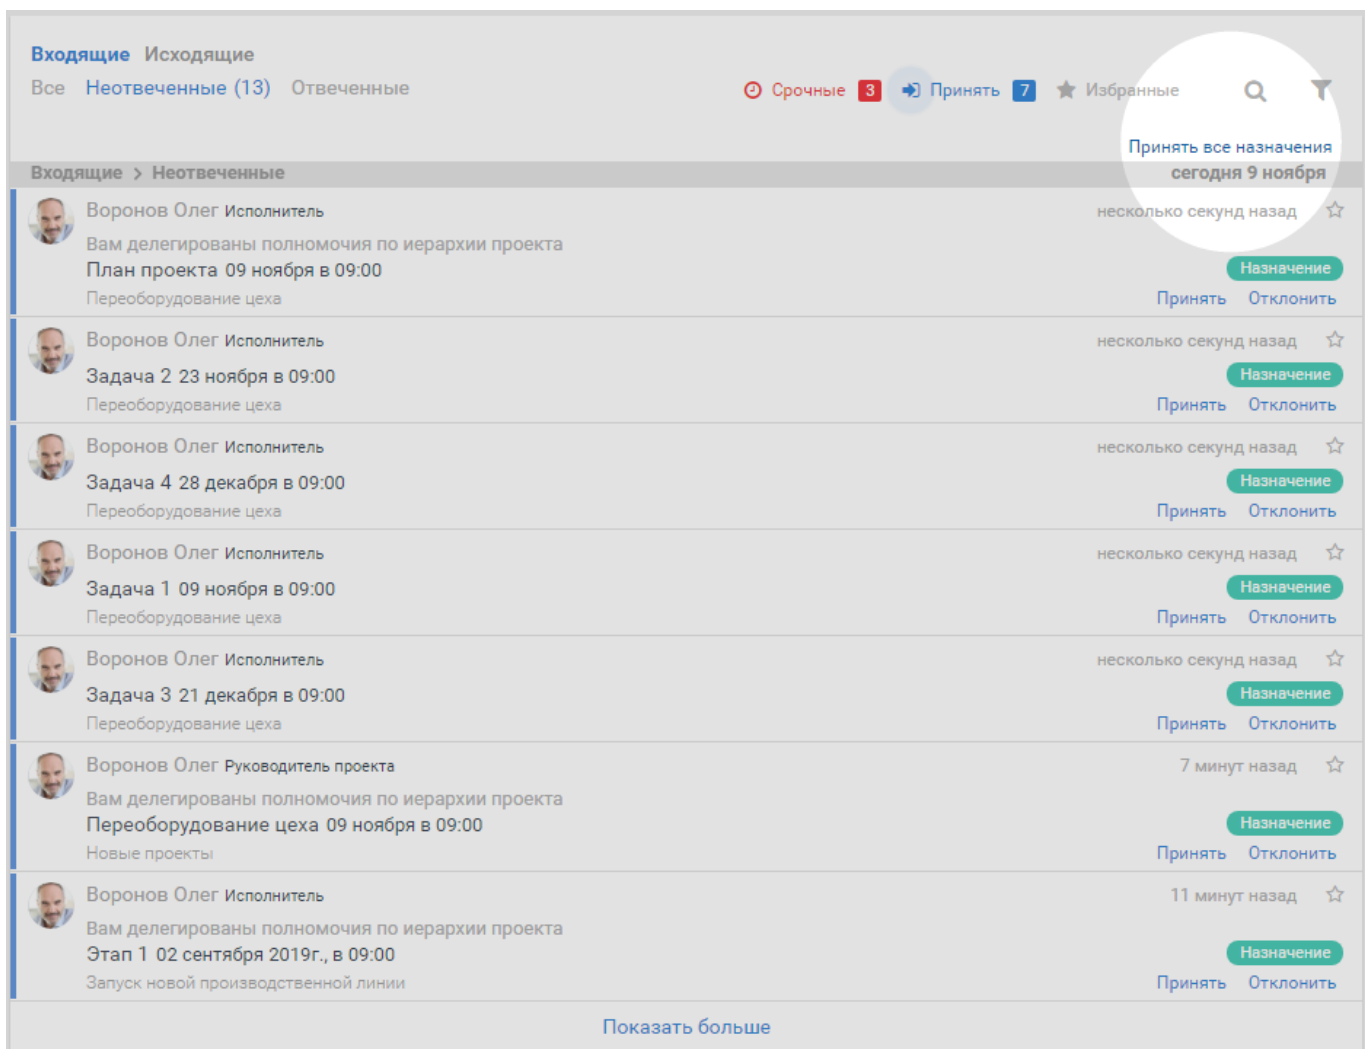 Входящие Исходящие
Все Неотвеченные (13) Отвеченные Срочные 3 Принять 7 Избранные
Принять все назначения
Входящие > Неотвеченные сегодня 9 ноября
Воронов Олег Исполнитель несколько секунд назад
Вам делегированы полномочия по иерархии проекта
План проекта 09 ноября в 09:00 Назначение
Переоборудование цеха Принять Отклонить
Воронов Олег Исполнитель несколько секунд назад
Задача 2 23 ноября в 09:00 Назначение
Переоборудование цеха Принять Отклонить
Воронов Олег Исполнитель несколько секунд назад
Задача 4 28 декабря в 09:00 Назначение
Переоборудование цеха Принять Отклонить
Воронов Олег Исполнитель несколько секунд назад
Задача 1 09 ноября в 09:00 Назначение
Переоборудование цеха Принять Отклонить
Воронов Олег Исполнитель несколько секунд назад
Задача 3 21 декабря в 09:00 Назначение
Переоборудование цеха Принять Отклонить
Воронов Олег Руководитель проекта 7 минут назад
Вам делегированы полномочия по иерархии проекта
Переоборудование цеха 09 ноября в 09:00 Назначение
Новые проекты Принять Отклонить
Воронов Олег Исполнитель 11 минут назад
Вам делегированы полномочия по иерархии проекта
Этап 1 02 сентября 2019г., в 09:00 Назначение
Запуск новой производственной линии Принять Отклонить
Показать больше